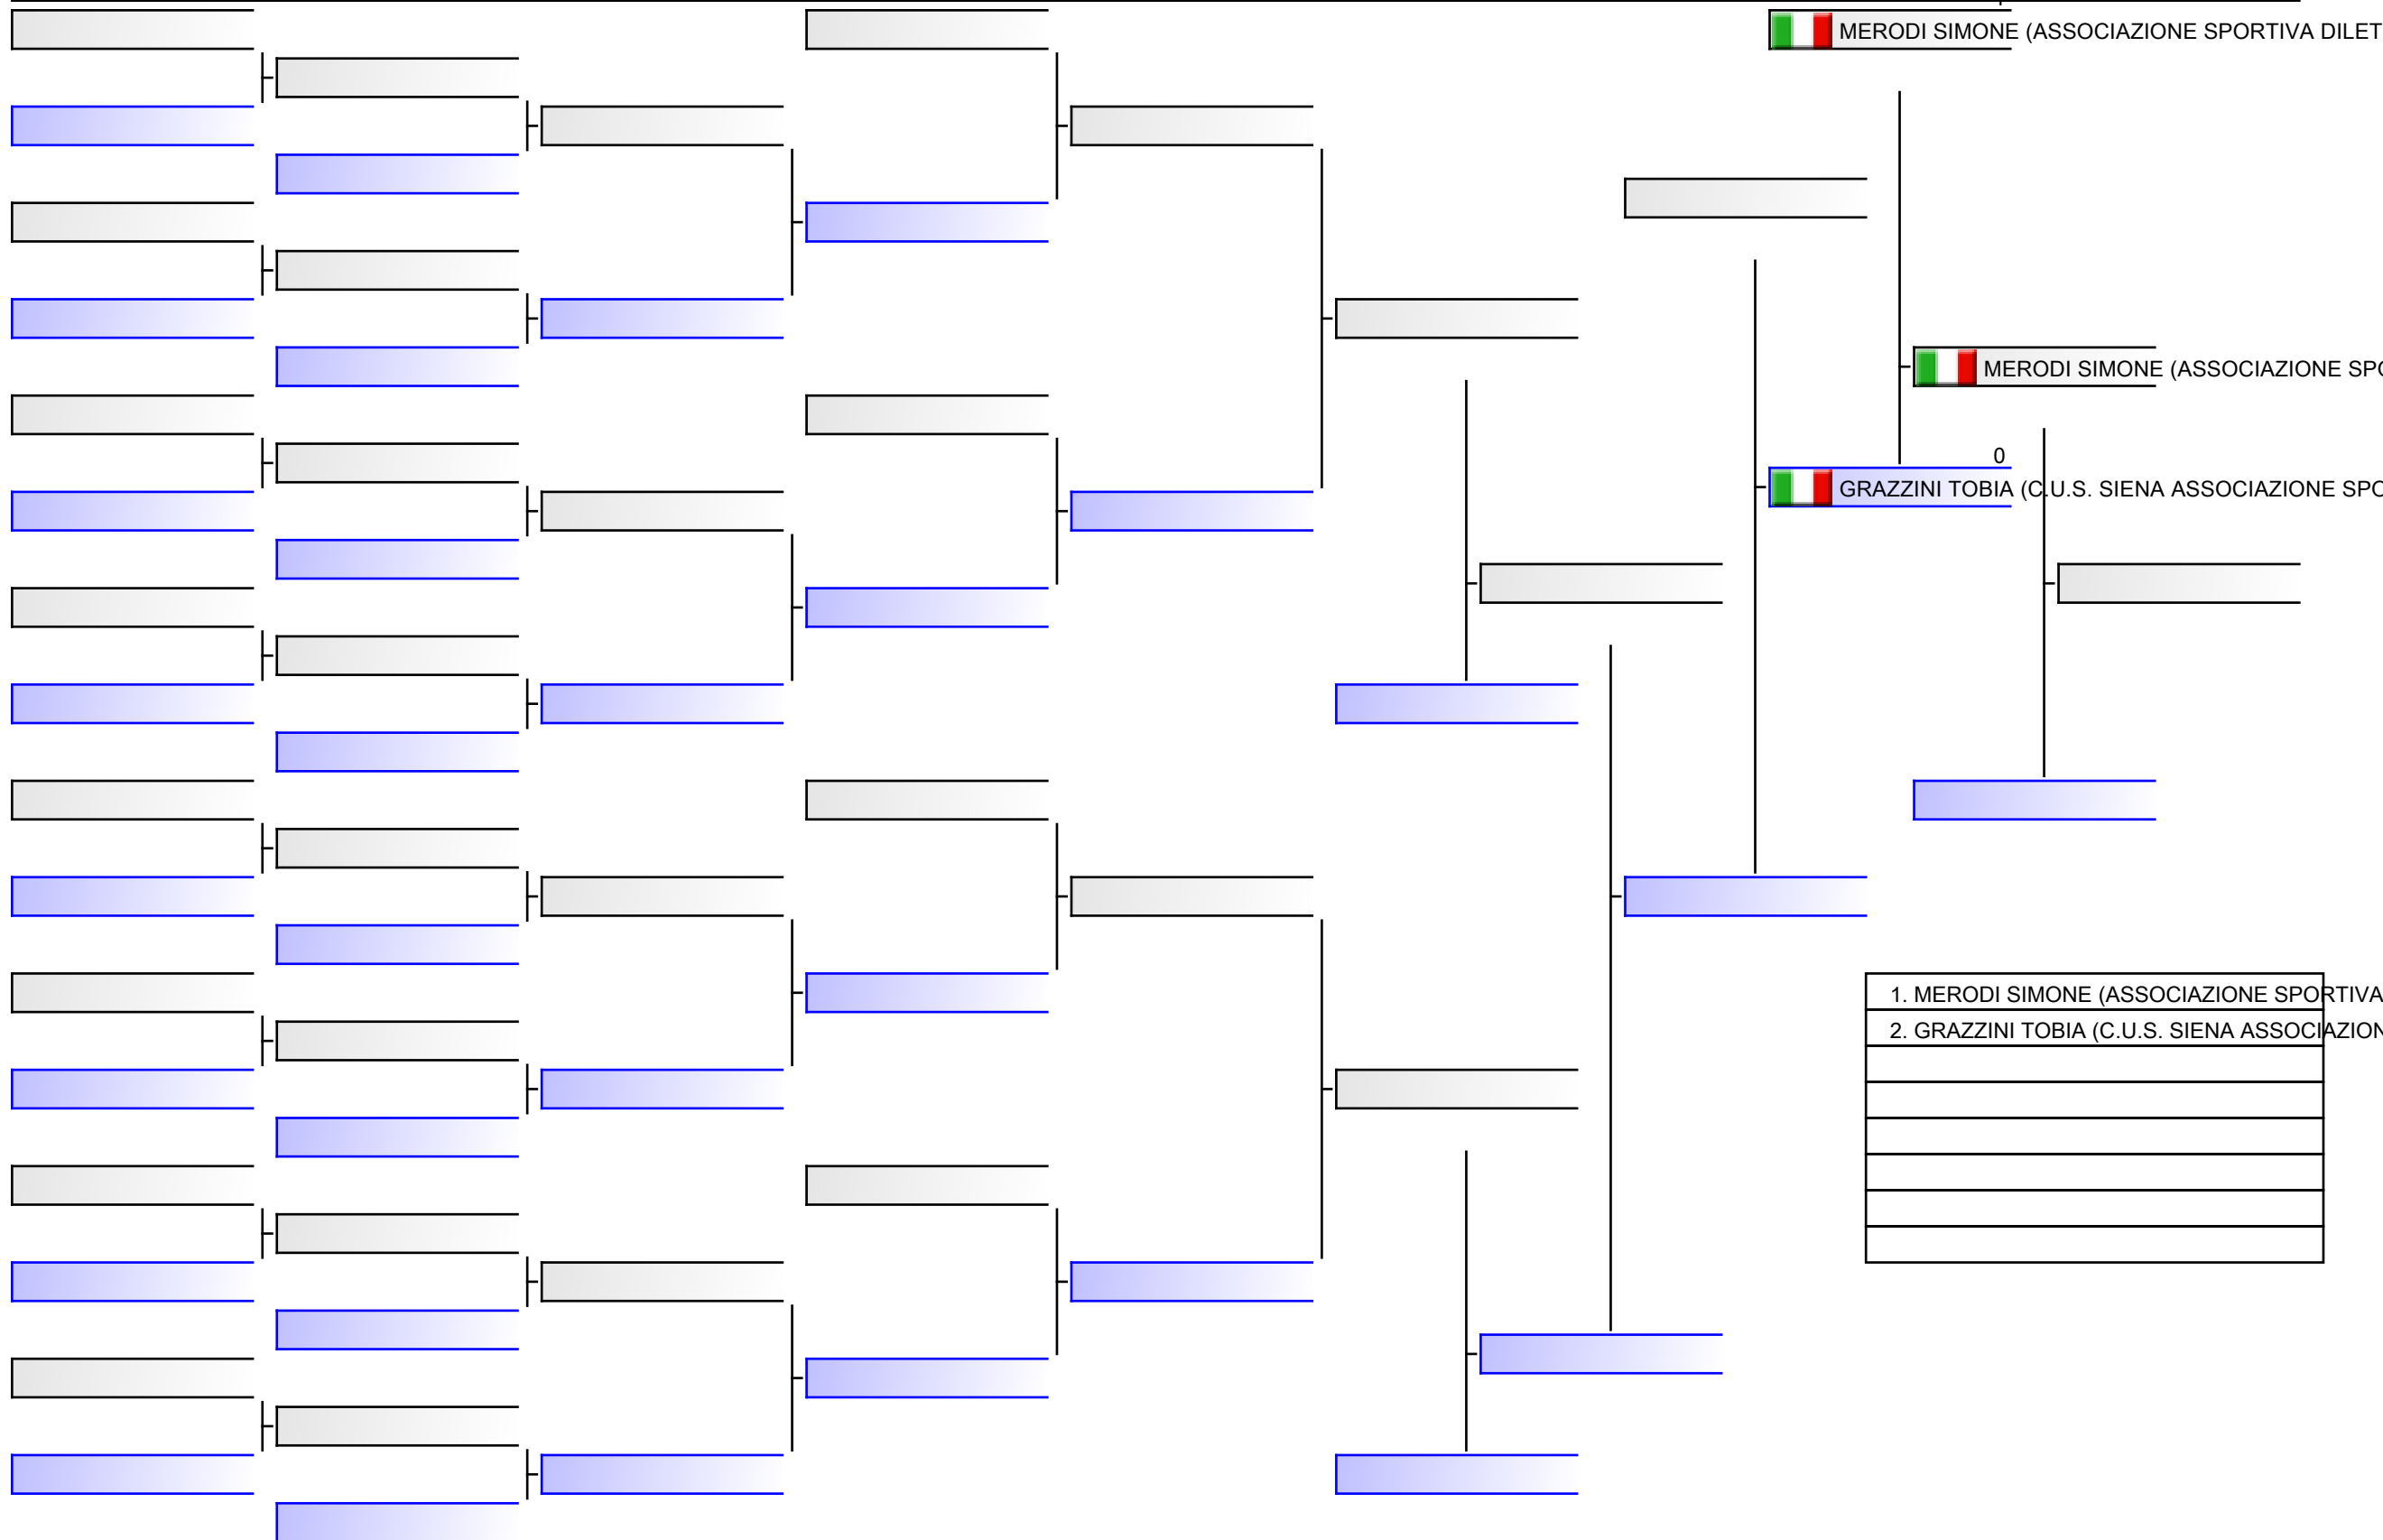 MERODI SIMONE (ASSOCIAZIONE SPORTIVA DILET
MERODI SIMONE (ASSOCIAZIONE SPO
0
GRAZZINI TOBIA (C.U.S. SIENA ASSOCIAZIONE SPO
1. MERODI SIMONE (ASSOCIAZIONE SPORTIVA
2. GRAZZINI TOBIA (C.U.S. SIENA ASSOCIAZION